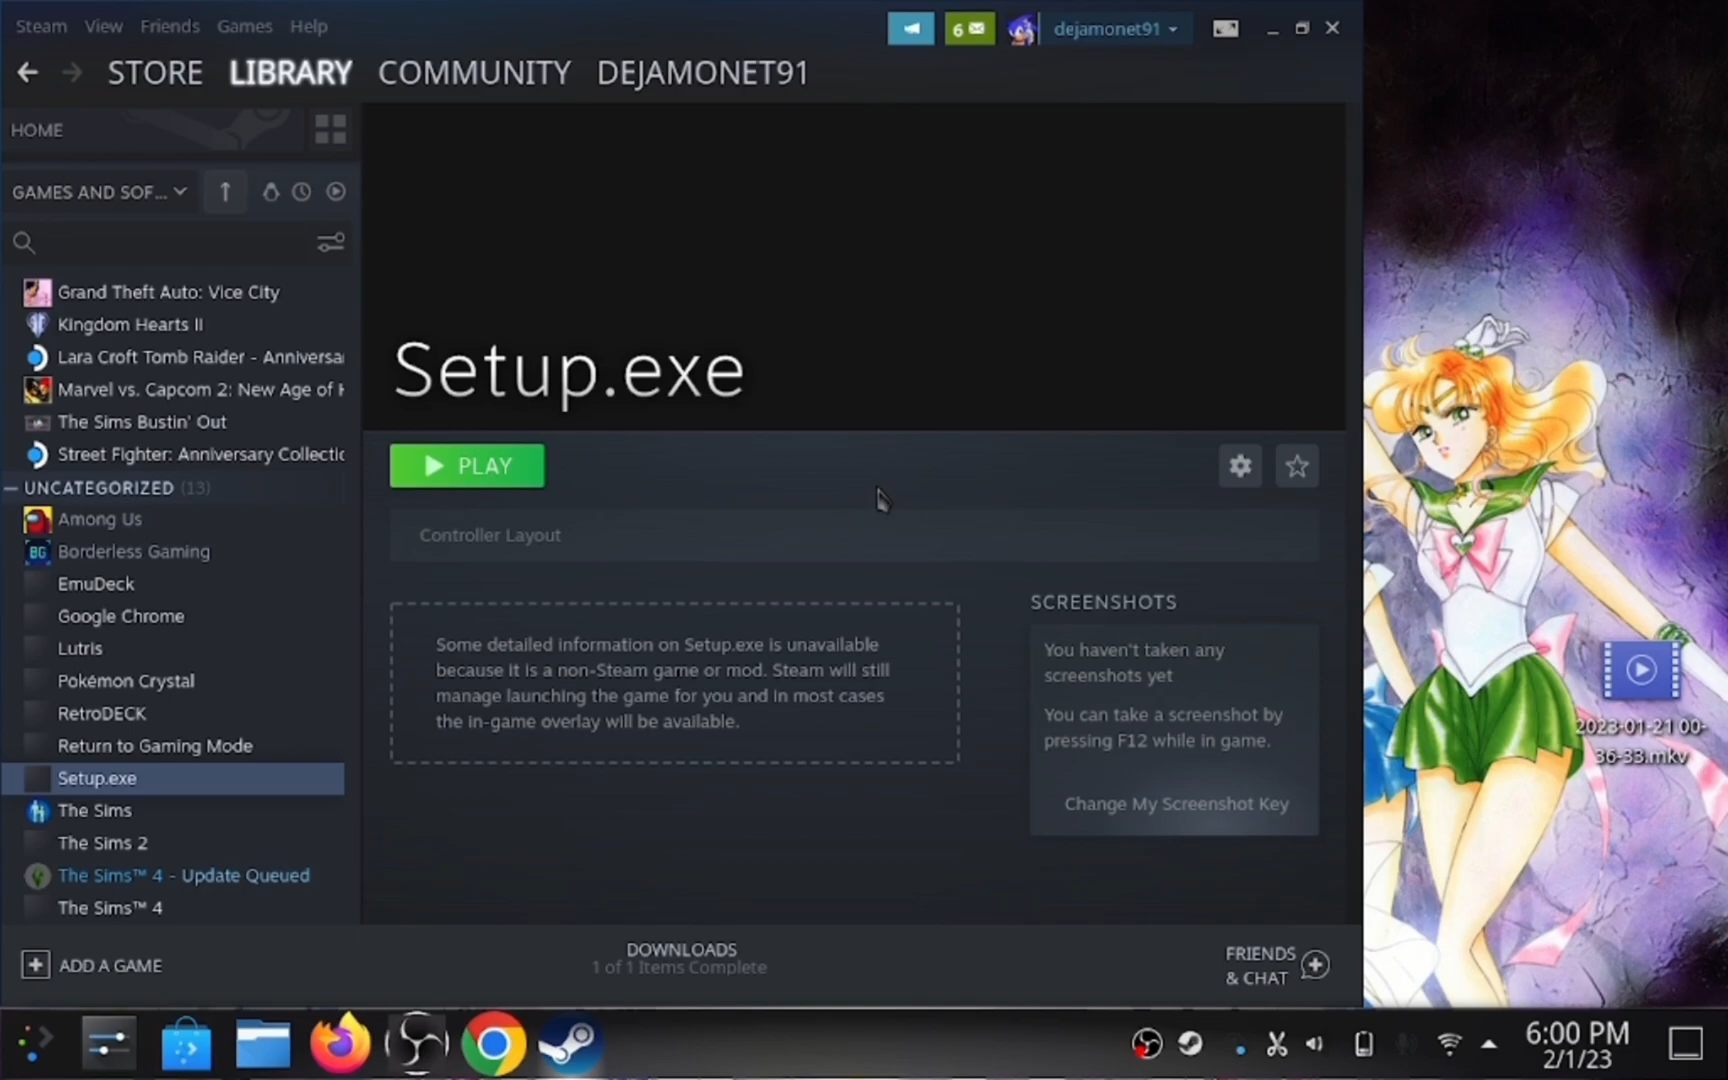 Steam View Friends Games Help
6
dejamonet91
STORE LIBRARY COMMUNITY DEJAMONET91
HOME
GAMES AND SOF...
Grand Theft Auto: Vice City
Kingdom Hearts II
Lara Croft Tomb Raider - Anniversa
Marvel vs. Capcom 2: New Age of H
The Sims Bustin' Out
Street Fighter: Anniversary Collectic
UNCATEGORIZED (13)
Among Us
BG Borderless Gaming
EmuDeck
Google Chrome
Lutris
Pokémon Crystal
RetroDECK
Return to Gaming Mode
Setup.exe
The Sims
The Sims 2
The Sims™ 4 - Update Queued
The Sims™ 4
ADD A GAME
Setup.exe
PLAY
Controller Layout
Some detailed information on Setup.exe is unavailable
because it is a non-Steam game or mod. Steam will still
manage launching the game for you and in most cases
the in-game overlay will be available.
SCREENSHOTS
You haven't taken any
screenshots yet
You can take a screenshot by
pressing F12 while in game.
Change My Screenshot Key
DOWNLOADS
1 of 1 Items Complete
FRIENDS
& CHAT
2023-01-21 00-
36-33.mkv
6:00 PM
2/1/23